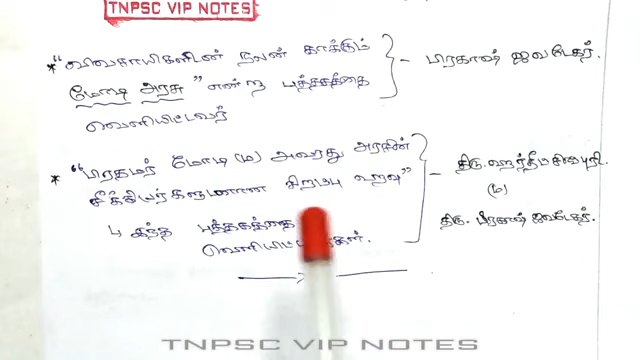 TNPSC VIP NOTES
* "விவசாயிகளின் நலன் காக்கும்
மோடி அரசு" என்ற புத்தகத்தை
வெளியிட்டவர்
- பிரகாஷ் ஜவடேகர்.
* "பிரதமர் மோடி (ம) அவரது அரசின்
சீக்கியர்களுடனான சிறப்பு உறவு"
இந்த புத்தகத்தை
- திரு. ஹர்தீப்சிங்புரி
(ம)
திரு. பிரகாஷ் ஜவடேகர்.
TNPSC VIP NOTES